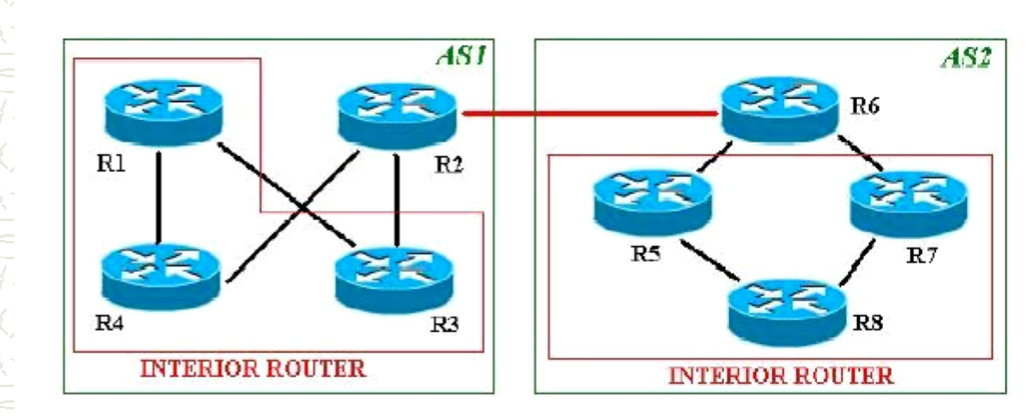 AS1
AS2
R1
R2
R6
R5
R7
R4
R3
R8
INTERIOR ROUTER
INTERIOR ROUTER